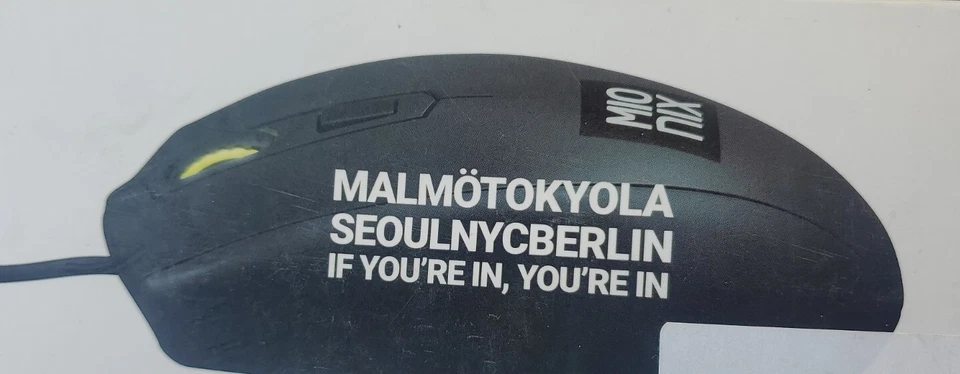 MIO
NIX
MALMÖTOKYOLA
SEOULNYCBERLIN
IF YOU'RE IN, YOU'RE IN